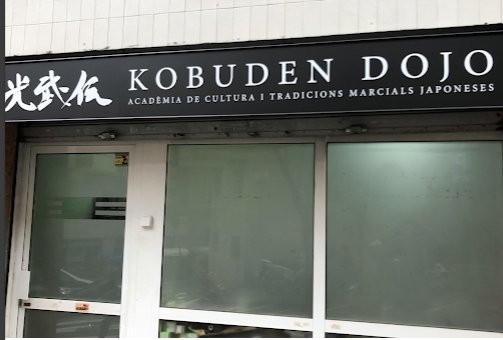 光武伝
KOBUDEN DOJO
ACADÈMIA DE CULTURA I TRADICIONS MARCIALS JAPONESES